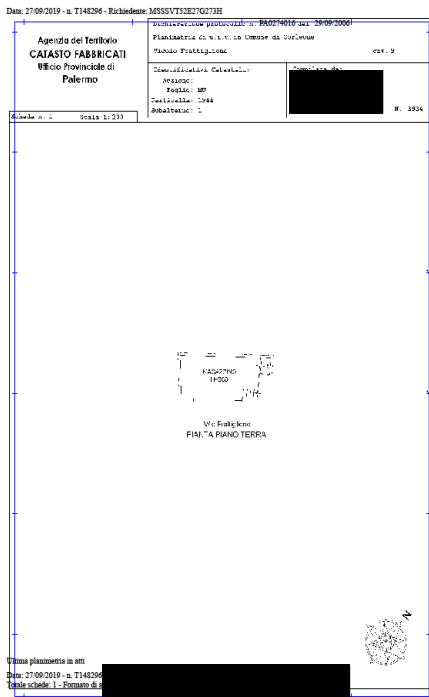 Data: 27/09/2019 - n. T148296 - Richiedente: MSSSVT52E27G273H
Agenzia del Territorio
CATASTO FABBRICATI
Ufficio Provinciale di
Palermo
Dichiarazione protocollo n. PA0274016 del 29/09/2006
Planimetria di u.i.u. in Comune di Corleone
Vicolo Frattiglione
civ. 9
Identificativi Catastali:
Sezione:
Foglio: MU
Particella: 1944
Subalterno: 1
Compilata da:
N. 3934
Scheda n. 1
Scala 1:200
MAGAZZINO
V.lo Frattiglione
PIANTA PIANO TERRA
N
Ultima planimetria in atti
Data: 27/09/2019 - n. T148296
Totale schede: 1 - Formato di